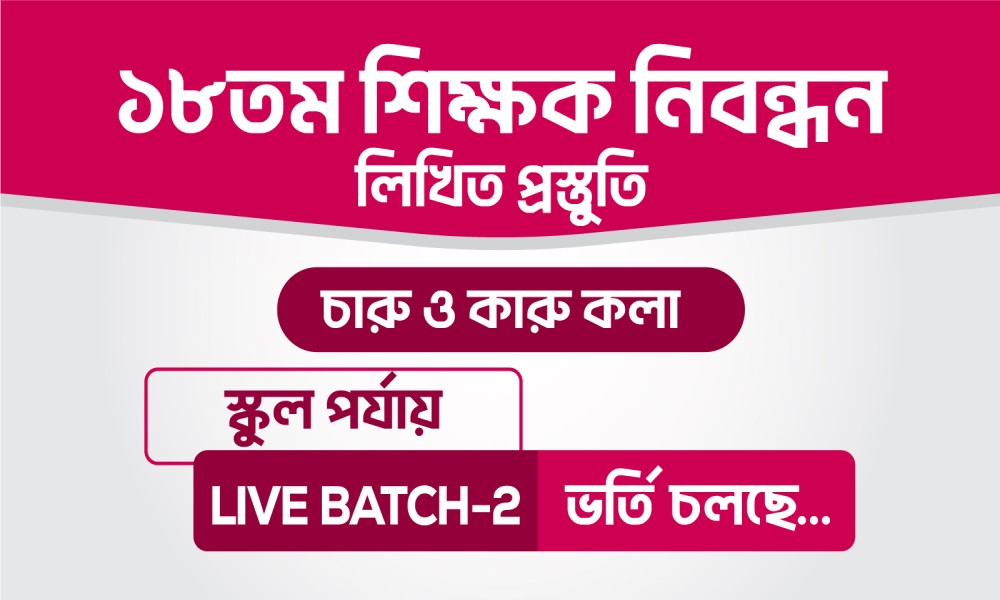 ১৮তম শিক্ষক নিবন্ধন
লিখিত প্রস্তুতি
চারু ও কারু কলা
স্কুল পর্যায়
LIVE BATCH-2 ভর্তি চলছে...